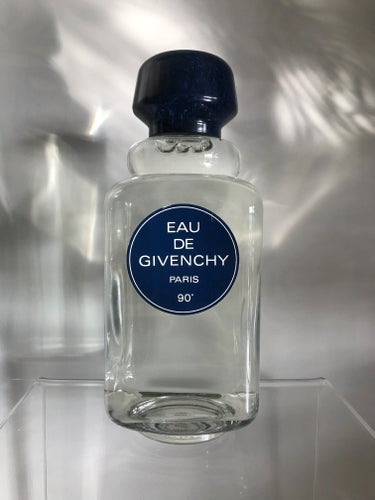 EAU
DE
GIVENCHY
PARIS
90°